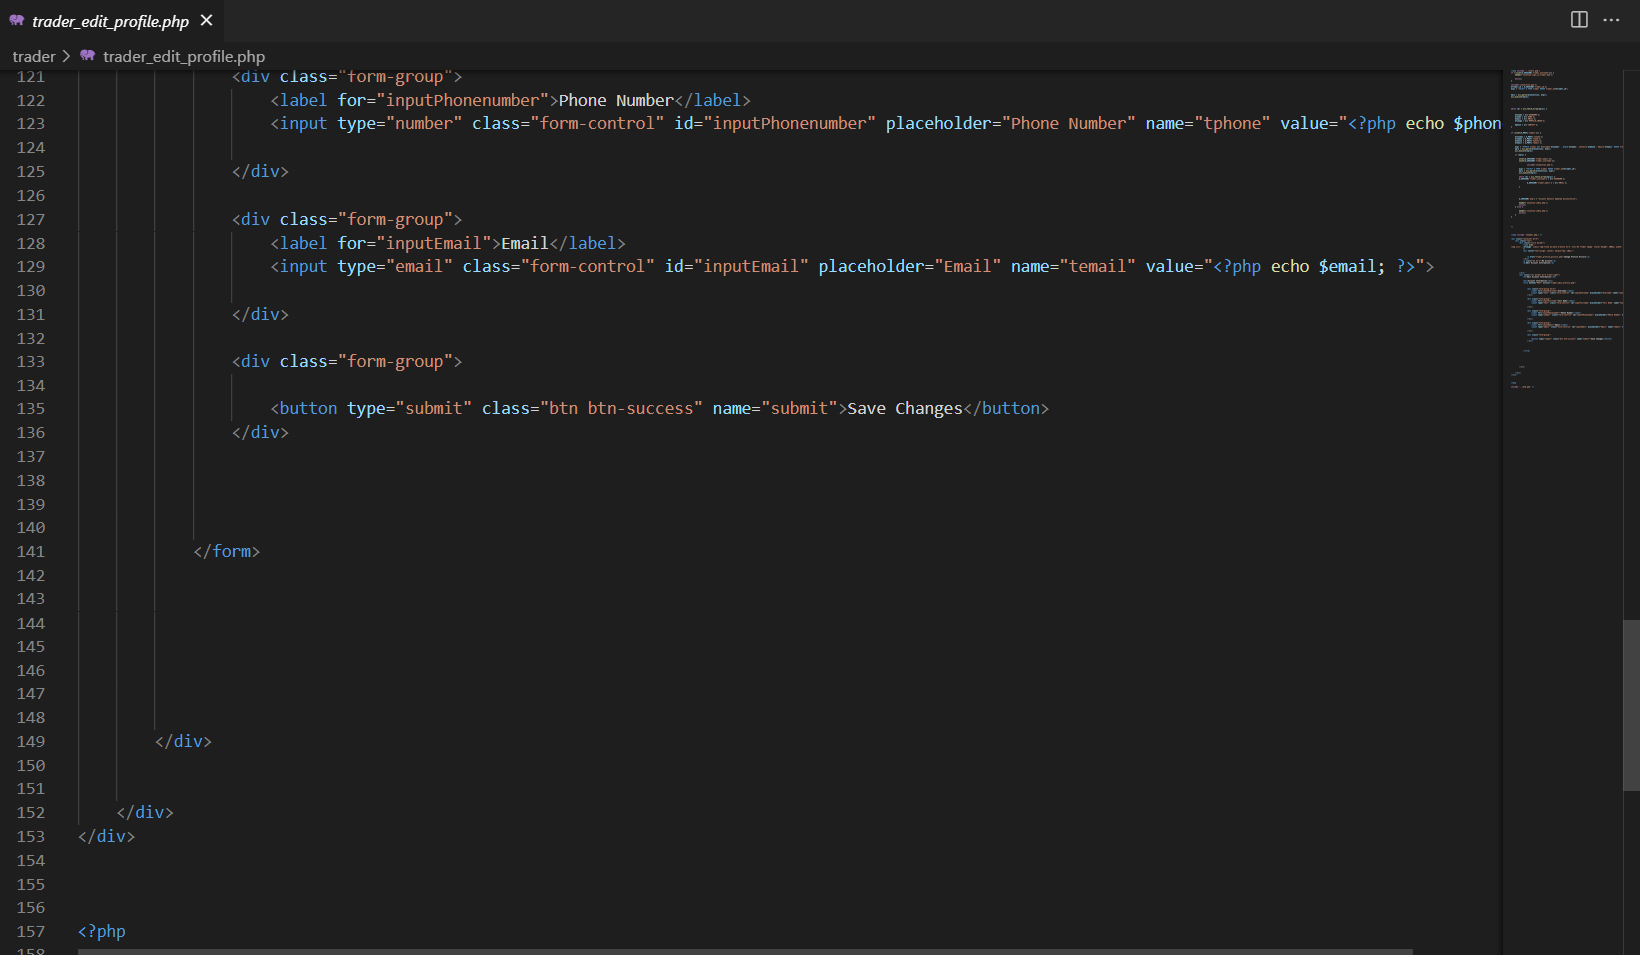 trader_edit_profile.php
trader > trader_edit_profile.php
121 <div class="form-group">
122 <label for="inputPhonenumber">Phone Number</label>
123 <input type="number" class="form-control" id="inputPhonenumber" placeholder="Phone Number" name="tphone" value="<?php echo $phon
124
125 </div>
126
127 <div class="form-group">
128 <label for="inputEmail">Email</label>
129 <input type="email" class="form-control" id="inputEmail" placeholder="Email" name="temail" value="<?php echo $email; ?>">
130
131 </div>
132
133 <div class="form-group">
134
135 <button type="submit" class="btn btn-success" name="submit">Save Changes</button>
136 </div>
137
138
139
140
141 </form>
142
143
144
145
146
147
148
149 </div>
150
151
152 </div>
153 </div>
154
155
156
157 <?php
158